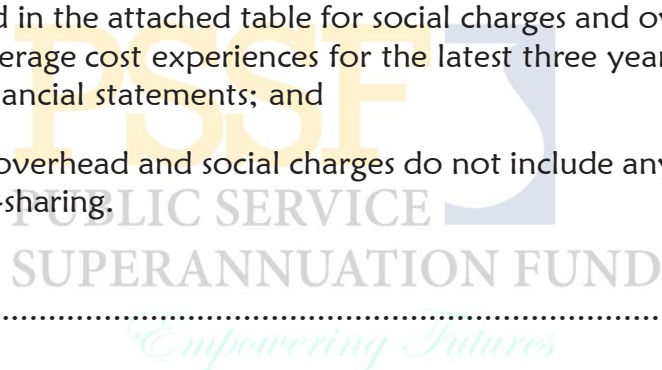 d in the attached table for social charges and ov
erage cost experiences for the latest three year
ancial statements; and
overhead and social charges do not include any
-sharing.
PSSF
PUBLIC SERVICE
SUPERANNUATION FUND
................................................................................
Empowering Futures